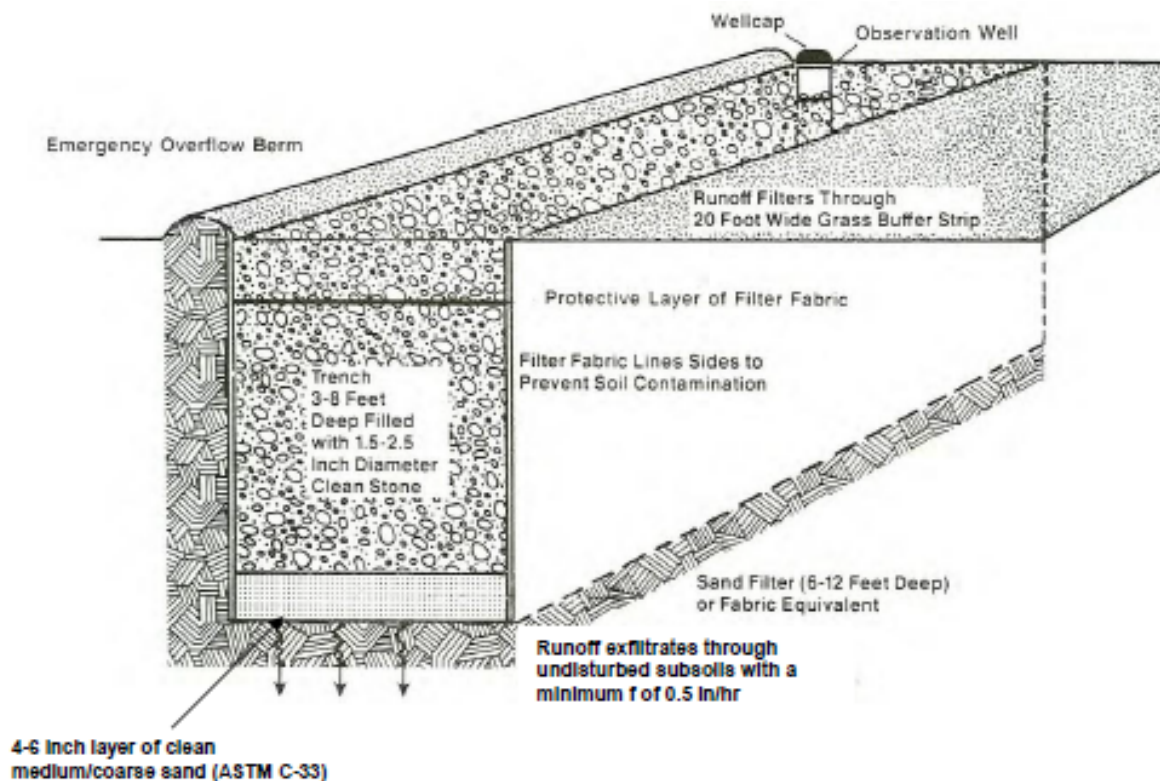 Wellcap
Observation Well
Emergency Overflow Berm
Runoff Filters Through
20 Foot Wide Grass Buffer Strip
Protective Layer of Filter Fabric
Filter Fabric Lines Sides to
Prevent Soil Contamination
Trench
3-8 Feet
Deep Filled
with 1.5-2.5
Inch Diameter
Clean Stone
Sand Filter (6-12 Feet Deep)
or Fabric Equivalent
Runoff exfiltrates through
undisturbed subsoils with a
minimum f of 0.5 in/hr
4-6 inch layer of clean
medium/coarse sand (ASTM C-33)